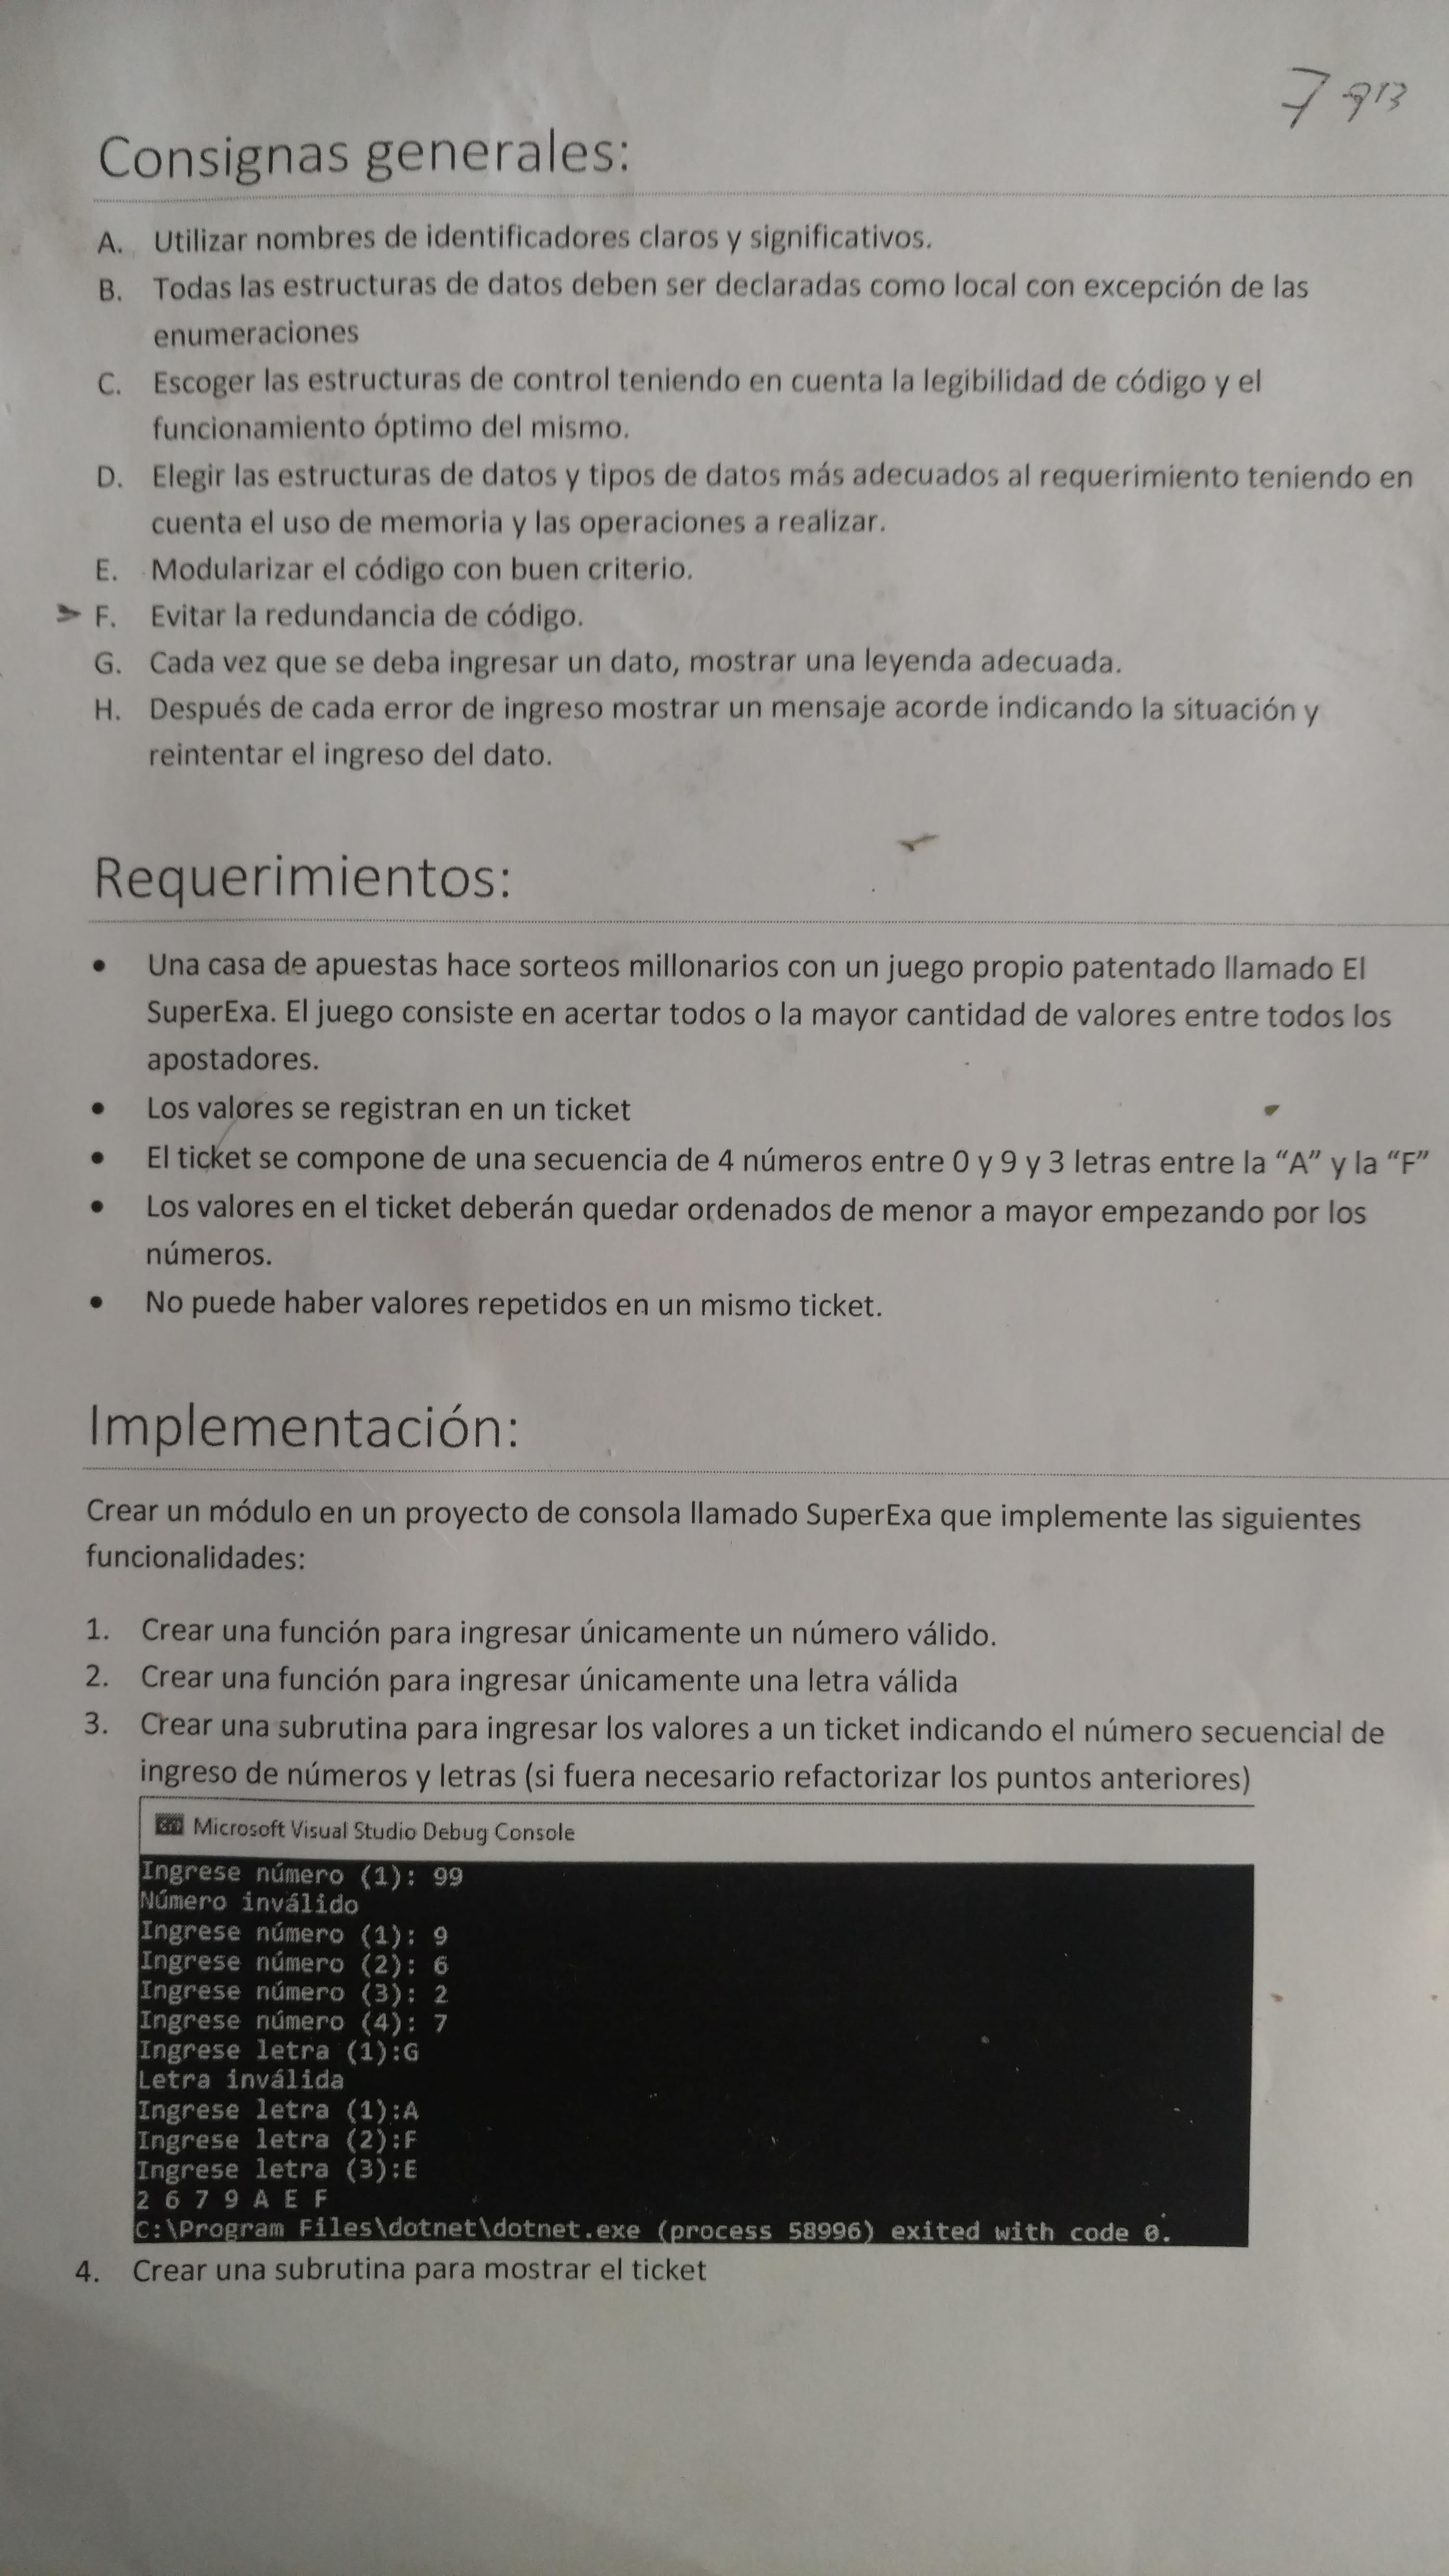 7
Consignas generales:
A. Utilizar nombres de identificadores claros y significativos.
B. Todas las estructuras de datos deben ser declaradas como local con excepción de las
enumeraciones
C. Escoger las estructuras de control teniendo en cuenta la legibilidad de código y el
funcionamiento óptimo del mismo.
D. Elegir las estructuras de datos y tipos de datos más adecuados al requerimiento teniendo en
cuenta el uso de memoria y las operaciones a realizar.
E. Modularizar el código con buen criterio.
F. Evitar la redundancia de código.
G. Cada vez que se deba ingresar un dato, mostrar una leyenda adecuada.
H. Después de cada error de ingreso mostrar un mensaje acorde indicando la situación y
reintentar el ingreso del dato.
Requerimientos:
• Una casa de apuestas hace sorteos millonarios con un juego propio patentado llamado El
SuperExa. El juego consiste en acertar todos o la mayor cantidad de valores entre todos los
apostadores.
• Los valores se registran en un ticket
• El ticket se compone de una secuencia de 4 números entre 0 y 9 y 3 letras entre la “A” y la “F”
• Los valores en el ticket deberán quedar ordenados de menor a mayor empezando por los
números.
• No puede haber valores repetidos en un mismo ticket.
Implementación:
Crear un módulo en un proyecto de consola llamado SuperExa que implemente las siguientes
funcionalidades:
1. Crear una función para ingresar únicamente un número válido.
2. Crear una función para ingresar únicamente una letra válida
3. Crear una subrutina para ingresar los valores a un ticket indicando el número secuencial de
ingreso de números y letras (si fuera necesario refactorizar los puntos anteriores)
Microsoft Visual Studio Debug Console
Ingrese número (1): 99
Número inválido
Ingrese número (1): 9
Ingrese número (2): 6
Ingrese número (3): 2
Ingrese número (4): 7
Ingrese letra (1):G
Letra inválida
Ingrese letra (1):A
Ingrese letra (2):F
Ingrese letra (3):E
2 6 7 9 A E F
C:\Program Files\dotnet\dotnet.exe (process 58996) exited with code 0.
4. Crear una subrutina para mostrar el ticket